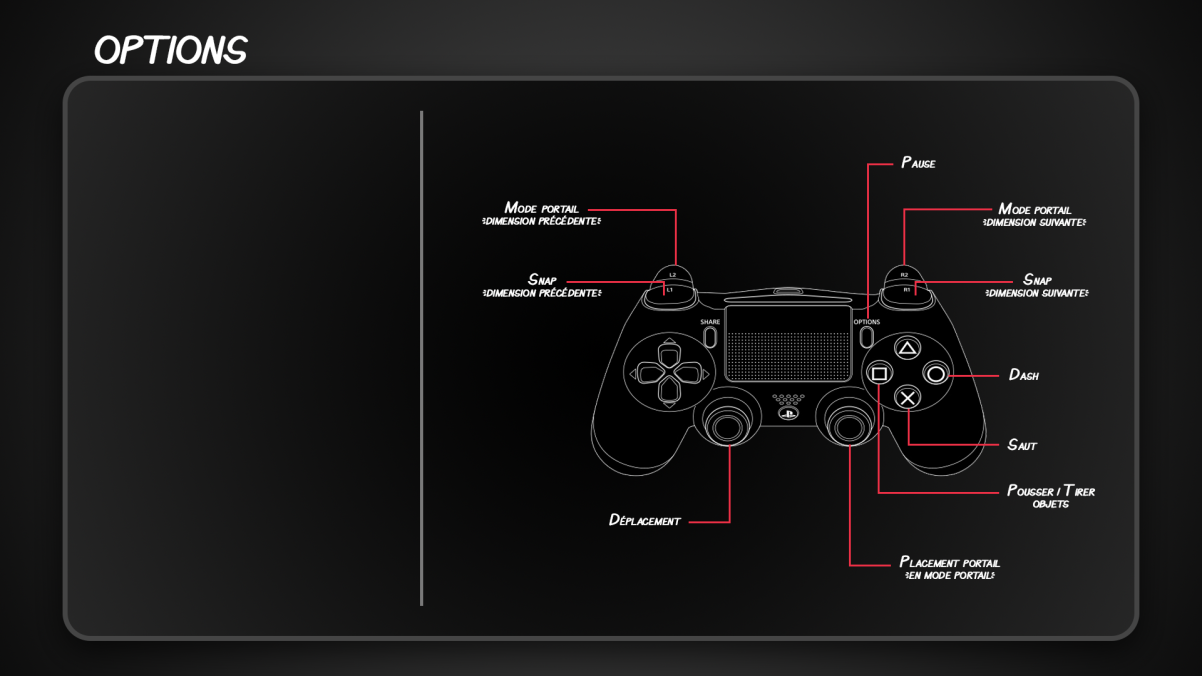 OPTIONS
PAUSE
MODE PORTAIL
DIMENSION PRÉCÉDENTE
MODE PORTAIL
DIMENSION SUIVANTE
L2
R2
SNAP
DIMENSION PRÉCÉDENTE
SNAP
DIMENSION SUIVANTE
L1
R1
SHARE
OPTIONS
DASH
SAUT
POUSSER / TIRER
OBJETS
DÉPLACEMENT
PLACEMENT PORTAIL
EN MODE PORTAIL